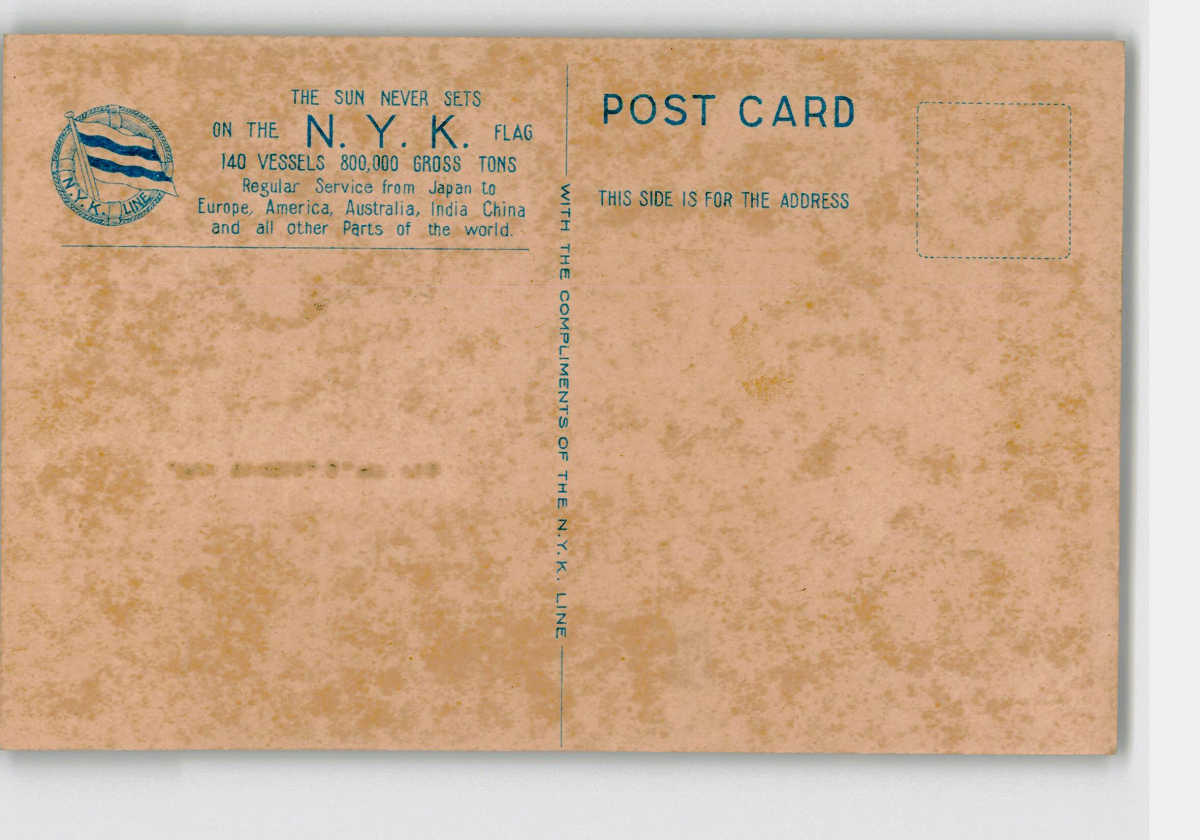 THE SUN NEVER SETS
ON THE N. Y. K. FLAG
140 VESSELS 800,000 GROSS TONS
Regular Service from Japan to
Europe, America, Australia, India China
and all other Parts of the world.
N.Y.K. LINE
WITH THE COMPLIMENTS OF THE N.Y.K. LINE
POST CARD
THIS SIDE IS FOR THE ADDRESS